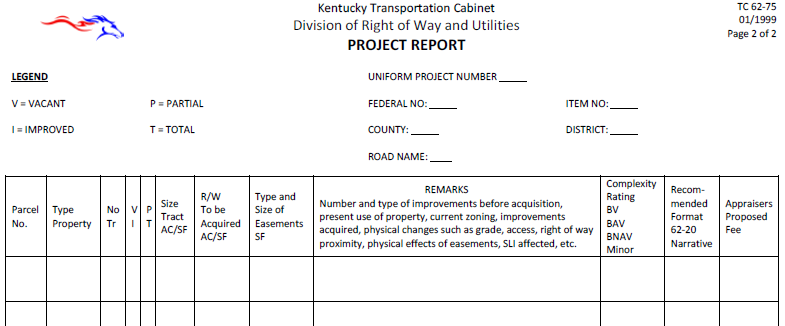 Kentucky Transportation Cabinet
Division of Right of Way and Utilities
PROJECT REPORT
TC 62-75
01/1999
Page 2 of 2
LEGEND
UNIFORM PROJECT NUMBER _____
V = VACANT
P = PARTIAL
FEDERAL NO: _____
ITEM NO: _____
I = IMPROVED
T = TOTAL
COUNTY: _____
DISTRICT: _____
ROAD NAME: ____
Parcel
No.
Type
Property
No
Tr
V
I
P
T
Size
Tract
AC/SF
R/W
To be
Acquired
AC/SF
Type and
Size of
Easements
SF
REMARKS
Number and type of improvements before acquisition,
present use of property, current zoning, improvements
acquired, physical changes such as grade, access, right of way
proximity, physical effects of easements, SLI affected, etc.
Complexity
Rating
BV
BAV
BNAV
Minor
Recom-
mended
Format
62-20
Narrative
Appraisers
Proposed
Fee